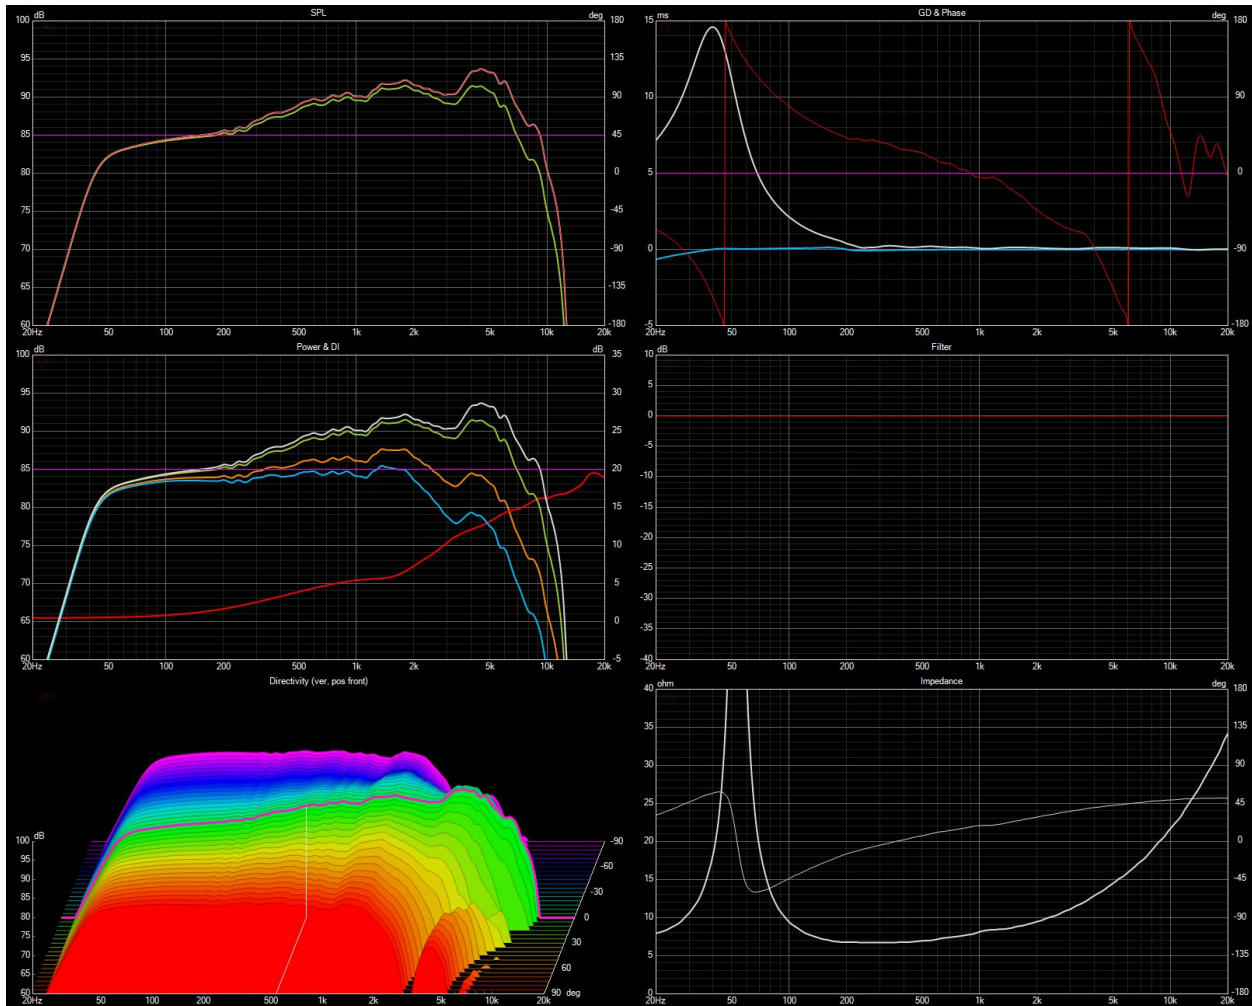 SPL
dB deg
100 180
95 135
90 90
85 45
80 0
75 -45
70 -90
65 -135
60 -180
20Hz 50 100 200 500 1k 2k 5k 10k 20k
GD & Phase
ms deg
15 180
10 90
5 0
0 -90
-5 -180
20Hz 50 100 200 500 1k 2k 5k 10k 20k
Power & DI
dB dB
100 35
95 30
90 25
85 20
80 15
75 10
70 5
65 0
60 -5
20Hz 50 100 200 500 1k 2k 5k 10k 20k
Filter
dB
10
5
0
-5
-10
-15
-20
-25
-30
-35
-40
20Hz 50 100 200 500 1k 2k 5k 10k 20k
Directivity (ver, pos front)
dB
100 -90
95 -60
90 -30
85 0
80 30
75 60
70 90 deg
65
60
20Hz 50 100 200 500 1k 2k 5k 10k 20k
Impedance
ohm deg
40 180
35 135
30 90
25 45
20 0
15 -45
10 -90
5 -135
0 -180
20Hz 50 100 200 500 1k 2k 5k 10k 20k